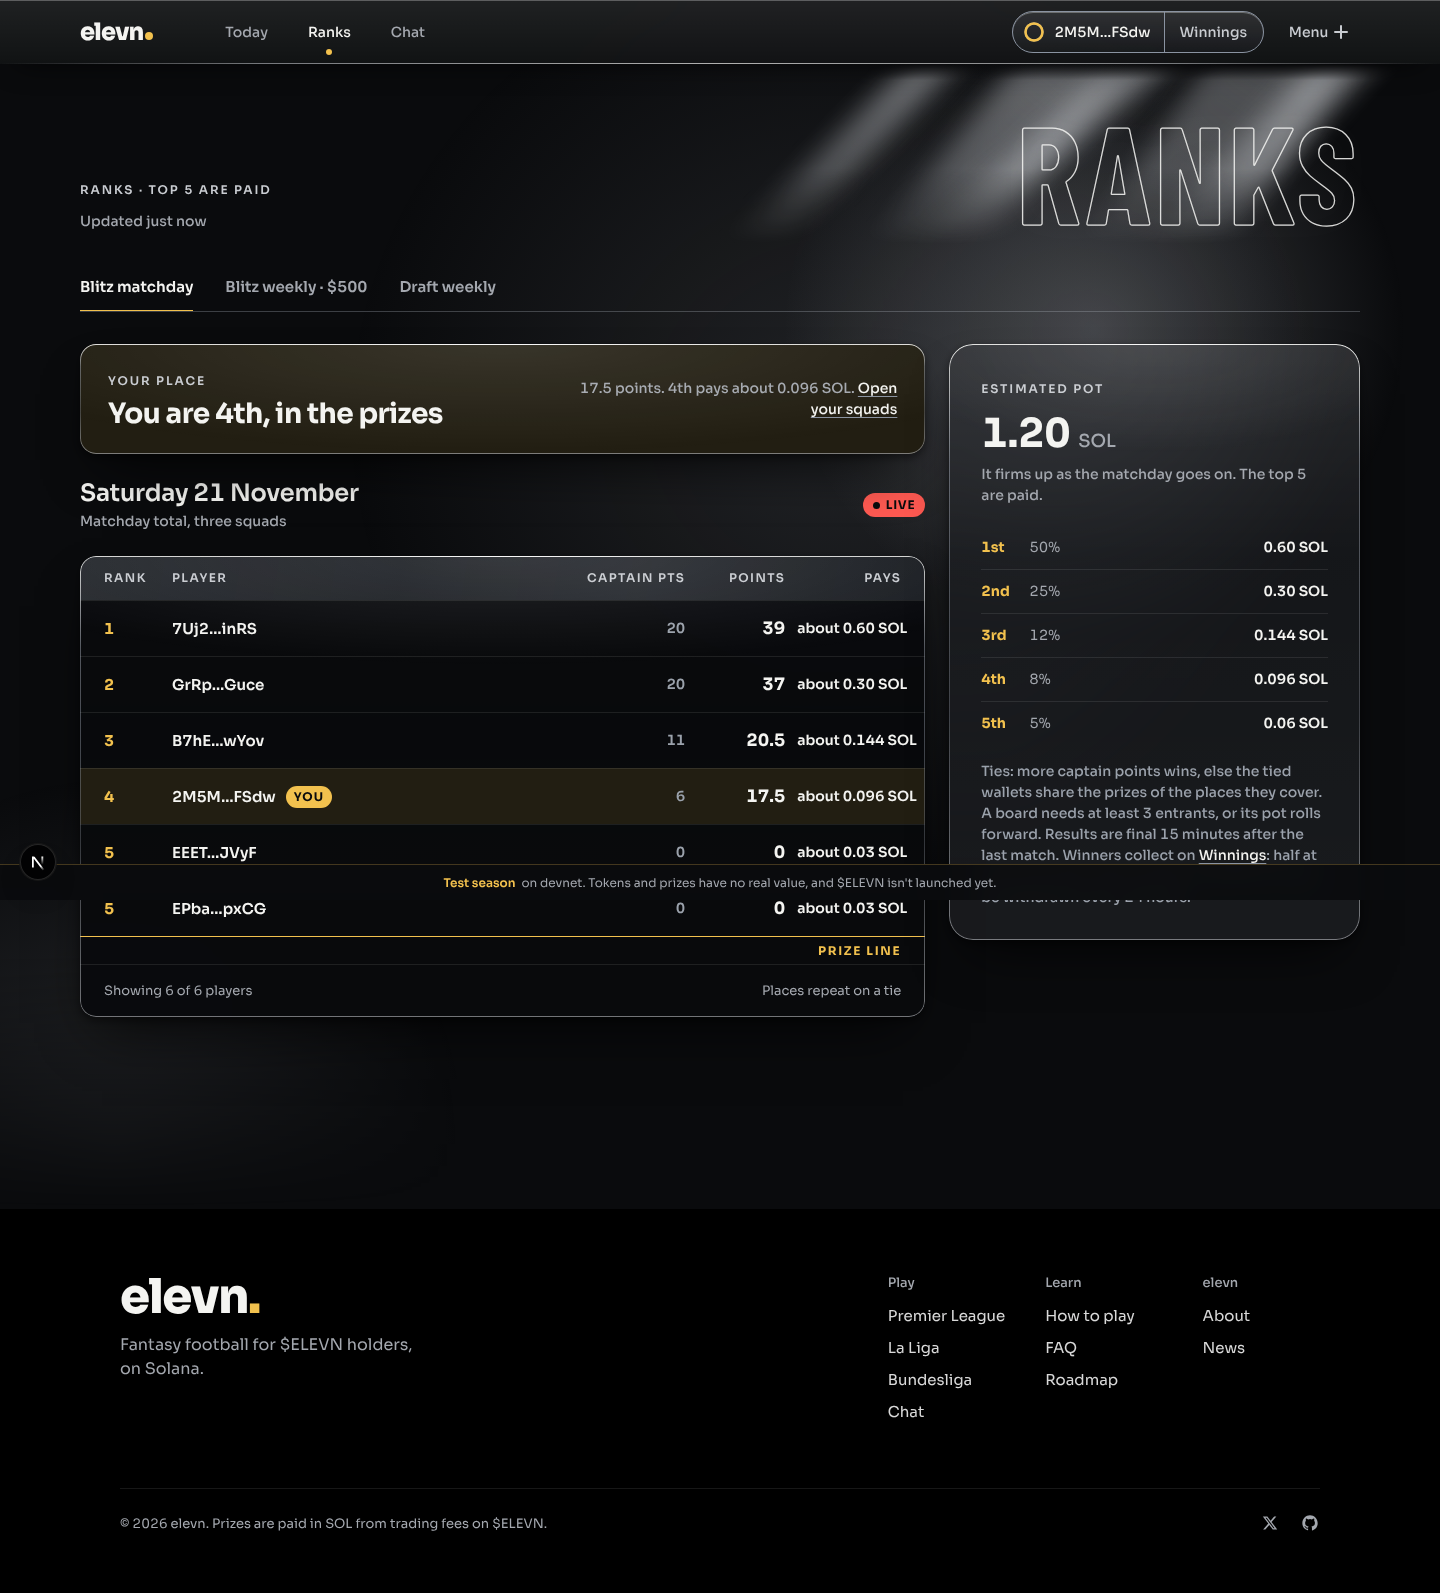 elevn.
Today Ranks Chat
2M5M...FSdw Winnings Menu
RANKS
RANKS · TOP 5 ARE PAID
Updated just now
Blitz matchday Blitz weekly · $500 Draft weekly
YOUR PLACE
You are 4th, in the prizes
17.5 points. 4th pays about 0.096 SOL. Open
your squads
Saturday 21 November
Matchday total, three squads
LIVE
RANK PLAYER CAPTAIN PTS POINTS PAYS
1 7Uj2...inRS 20 39 about 0.60 SOL
2 GrRp...Guce 20 37 about 0.30 SOL
3 B7hE...wYov 11 20.5 about 0.144 SOL
4 2M5M...FSdw YOU 6 17.5 about 0.096 SOL
5 EEET...JVyF 0 0 about 0.03 SOL
5 EPba...pxCG 0 0 about 0.03 SOL
PRIZE LINE
Showing 6 of 6 players Places repeat on a tie
ESTIMATED POT
1.20 SOL
It firms up as the matchday goes on. The top 5
are paid.
1st 50% 0.60 SOL
2nd 25% 0.30 SOL
3rd 12% 0.144 SOL
4th 8% 0.096 SOL
5th 5% 0.06 SOL
Ties: more captain points wins, else the tied
wallets share the prizes of the places they cover.
A board needs at least 3 entrants, or its pot rolls
forward. Results are final 15 minutes after the
last match. Winners collect on Winnings: half at
N
Test season on devnet. Tokens and prizes have no real value, and $ELEVN isn't launched yet.
elevn.
Fantasy football for $ELEVN holders,
on Solana.
Play
Premier League
La Liga
Bundesliga
Chat
Learn
How to play
FAQ
Roadmap
elevn
About
News
© 2026 elevn. Prizes are paid in SOL from trading fees on $ELEVN.